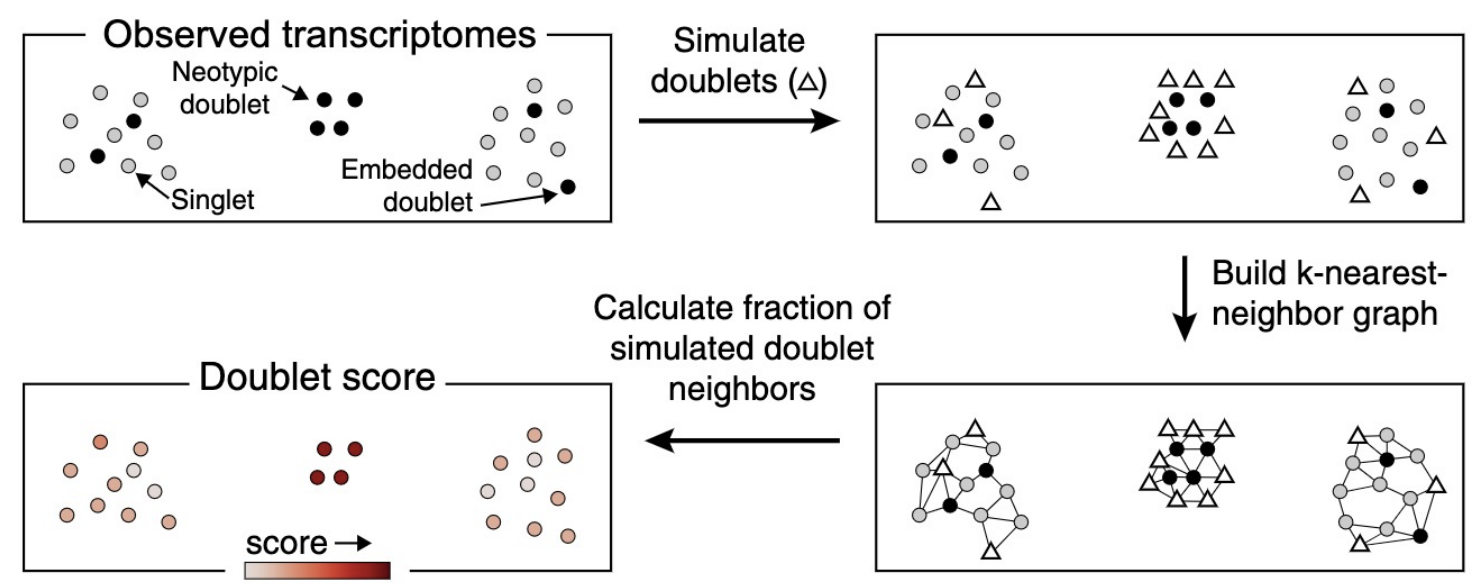 Observed transcriptomes
Neotypic
doublet
Singlet
Embedded
doublet
Simulate
doublets (△)
Build k-nearest-
neighbor graph
Calculate fraction of
simulated doublet
neighbors
Doublet score
score